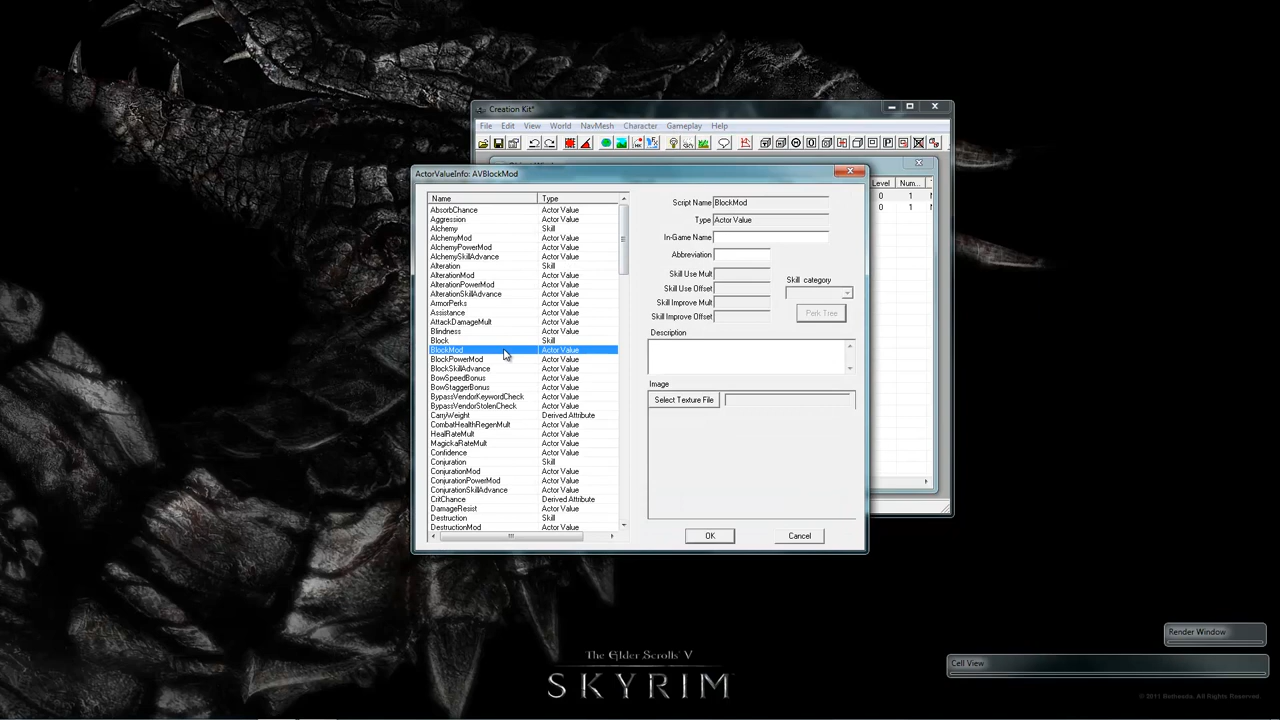 Creation Kit*
File Edit View World NavMesh Character Gameplay Help
Level Num...
0 1
0 1
ActorValueInfo: AVBlockMod
Name Type
AbsorbChance Actor Value
Aggression Actor Value
Alchemy Skill
AlchemyMod Actor Value
AlchemyPowerMod Actor Value
AlchemySkillAdvance Actor Value
Alteration Skill
AlterationMod Actor Value
AlterationPowerMod Actor Value
AlterationSkillAdvance Actor Value
ArmorPerks Actor Value
Assistance Actor Value
AttackDamageMult Actor Value
Blindness Actor Value
Block Skill
BlockMod Actor Value
BlockPowerMod Actor Value
BlockSkillAdvance Actor Value
BowSpeedBonus Actor Value
BowStaggerBonus Actor Value
BypassVendorKeywordCheck Actor Value
BypassVendorStolenCheck Actor Value
CarryWeight Derived Attribute
CombatHealthRegenMult Actor Value
HealRateMult Actor Value
MagickaRateMult Actor Value
Confidence Actor Value
Conjuration Skill
ConjurationMod Actor Value
ConjurationPowerMod Actor Value
ConjurationSkillAdvance Actor Value
CritChance Derived Attribute
DamageResist Actor Value
Destruction Skill
DestructionMod Actor Value
Script Name BlockMod
Type Actor Value
In-Game Name
Abbreviation
Skill Use Mult
Skill Use Offset
Skill Improve Mult
Skill Improve Offset
Skill category
Perk Tree
Description
Image
Select Texture File
OK Cancel
Render Window
Cell View
The Elder Scrolls V
SKYRIM
© 2011 Bethesda. All Rights Reserved.